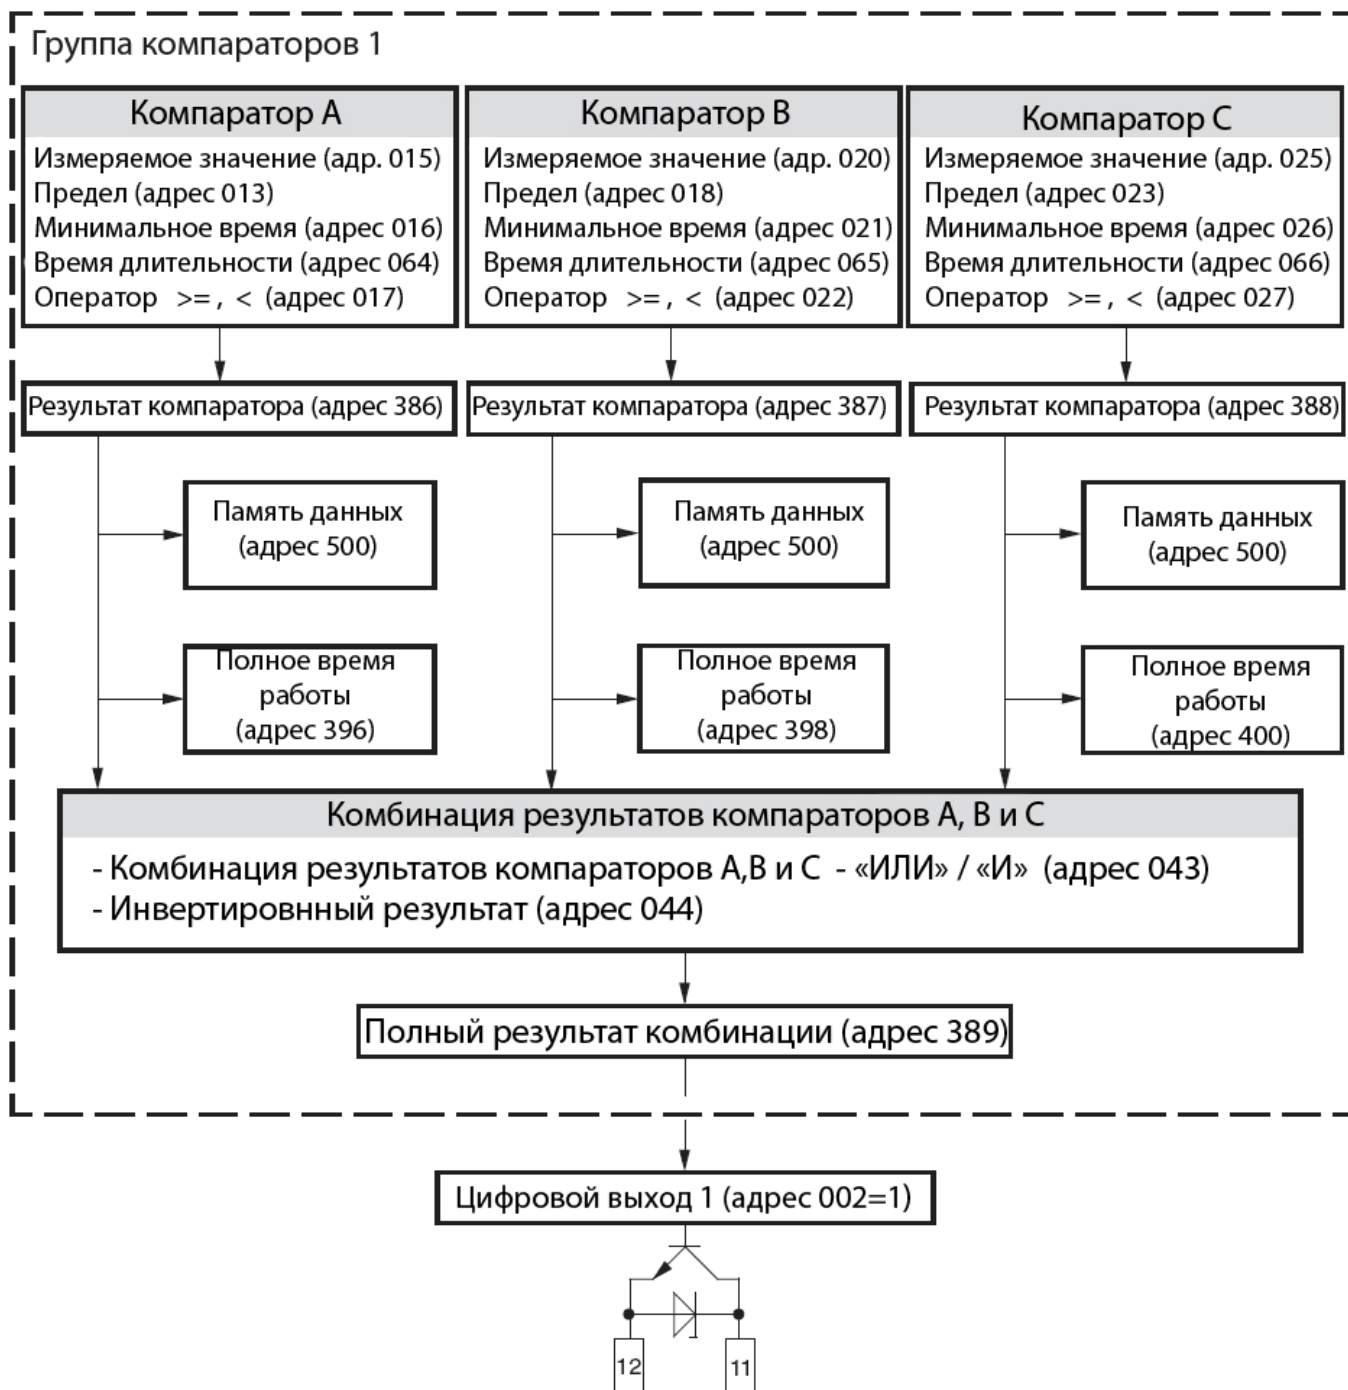 Группа компараторов 1
Компаратор A
Измеряемое значение (адр. 015)
Предел (адрес 013)
Минимальное время (адрес 016)
Время длительности (адрес 064)
Оператор >= , < (адрес 017)
Компаратор B
Измеряемое значение (адр. 020)
Предел (адрес 018)
Минимальное время (адрес 021)
Время длительности (адрес 065)
Оператор >= , < (адрес 022)
Компаратор C
Измеряемое значение (адр. 025)
Предел (адрес 023)
Минимальное время (адрес 026)
Время длительности (адрес 066)
Оператор >= , < (адрес 027)
Результат компаратора (адрес 386)
Результат компаратора (адрес 387)
Результат компаратора (адрес 388)
Память данных
(адрес 500)
Память данных
(адрес 500)
Память данных
(адрес 500)
Полное время
работы
(адрес 396)
Полное время
работы
(адрес 398)
Полное время
работы
(адрес 400)
Комбинация результатов компараторов A, B и C
- Комбинация результатов компараторов A,B и C - «ИЛИ» / «И» (адрес 043)
- Инвертировнный результат (адрес 044)
Полный результат комбинации (адрес 389)
Цифровой выход 1 (адрес 002=1)
12
11